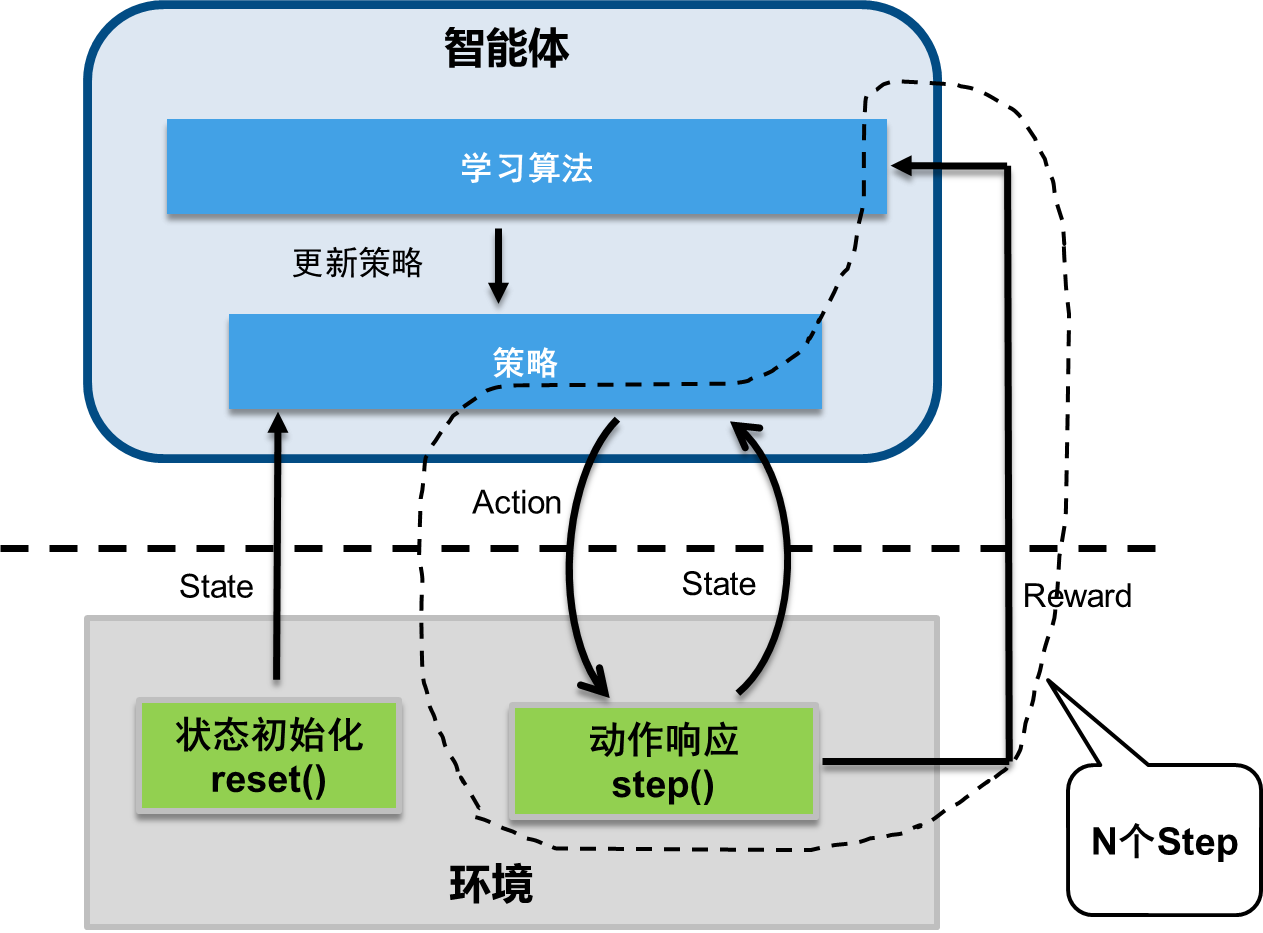 智能体
学习算法
更新策略
策略
Action
State
State
Reward
状态初始化
reset()
动作响应
step()
N个Step
环境